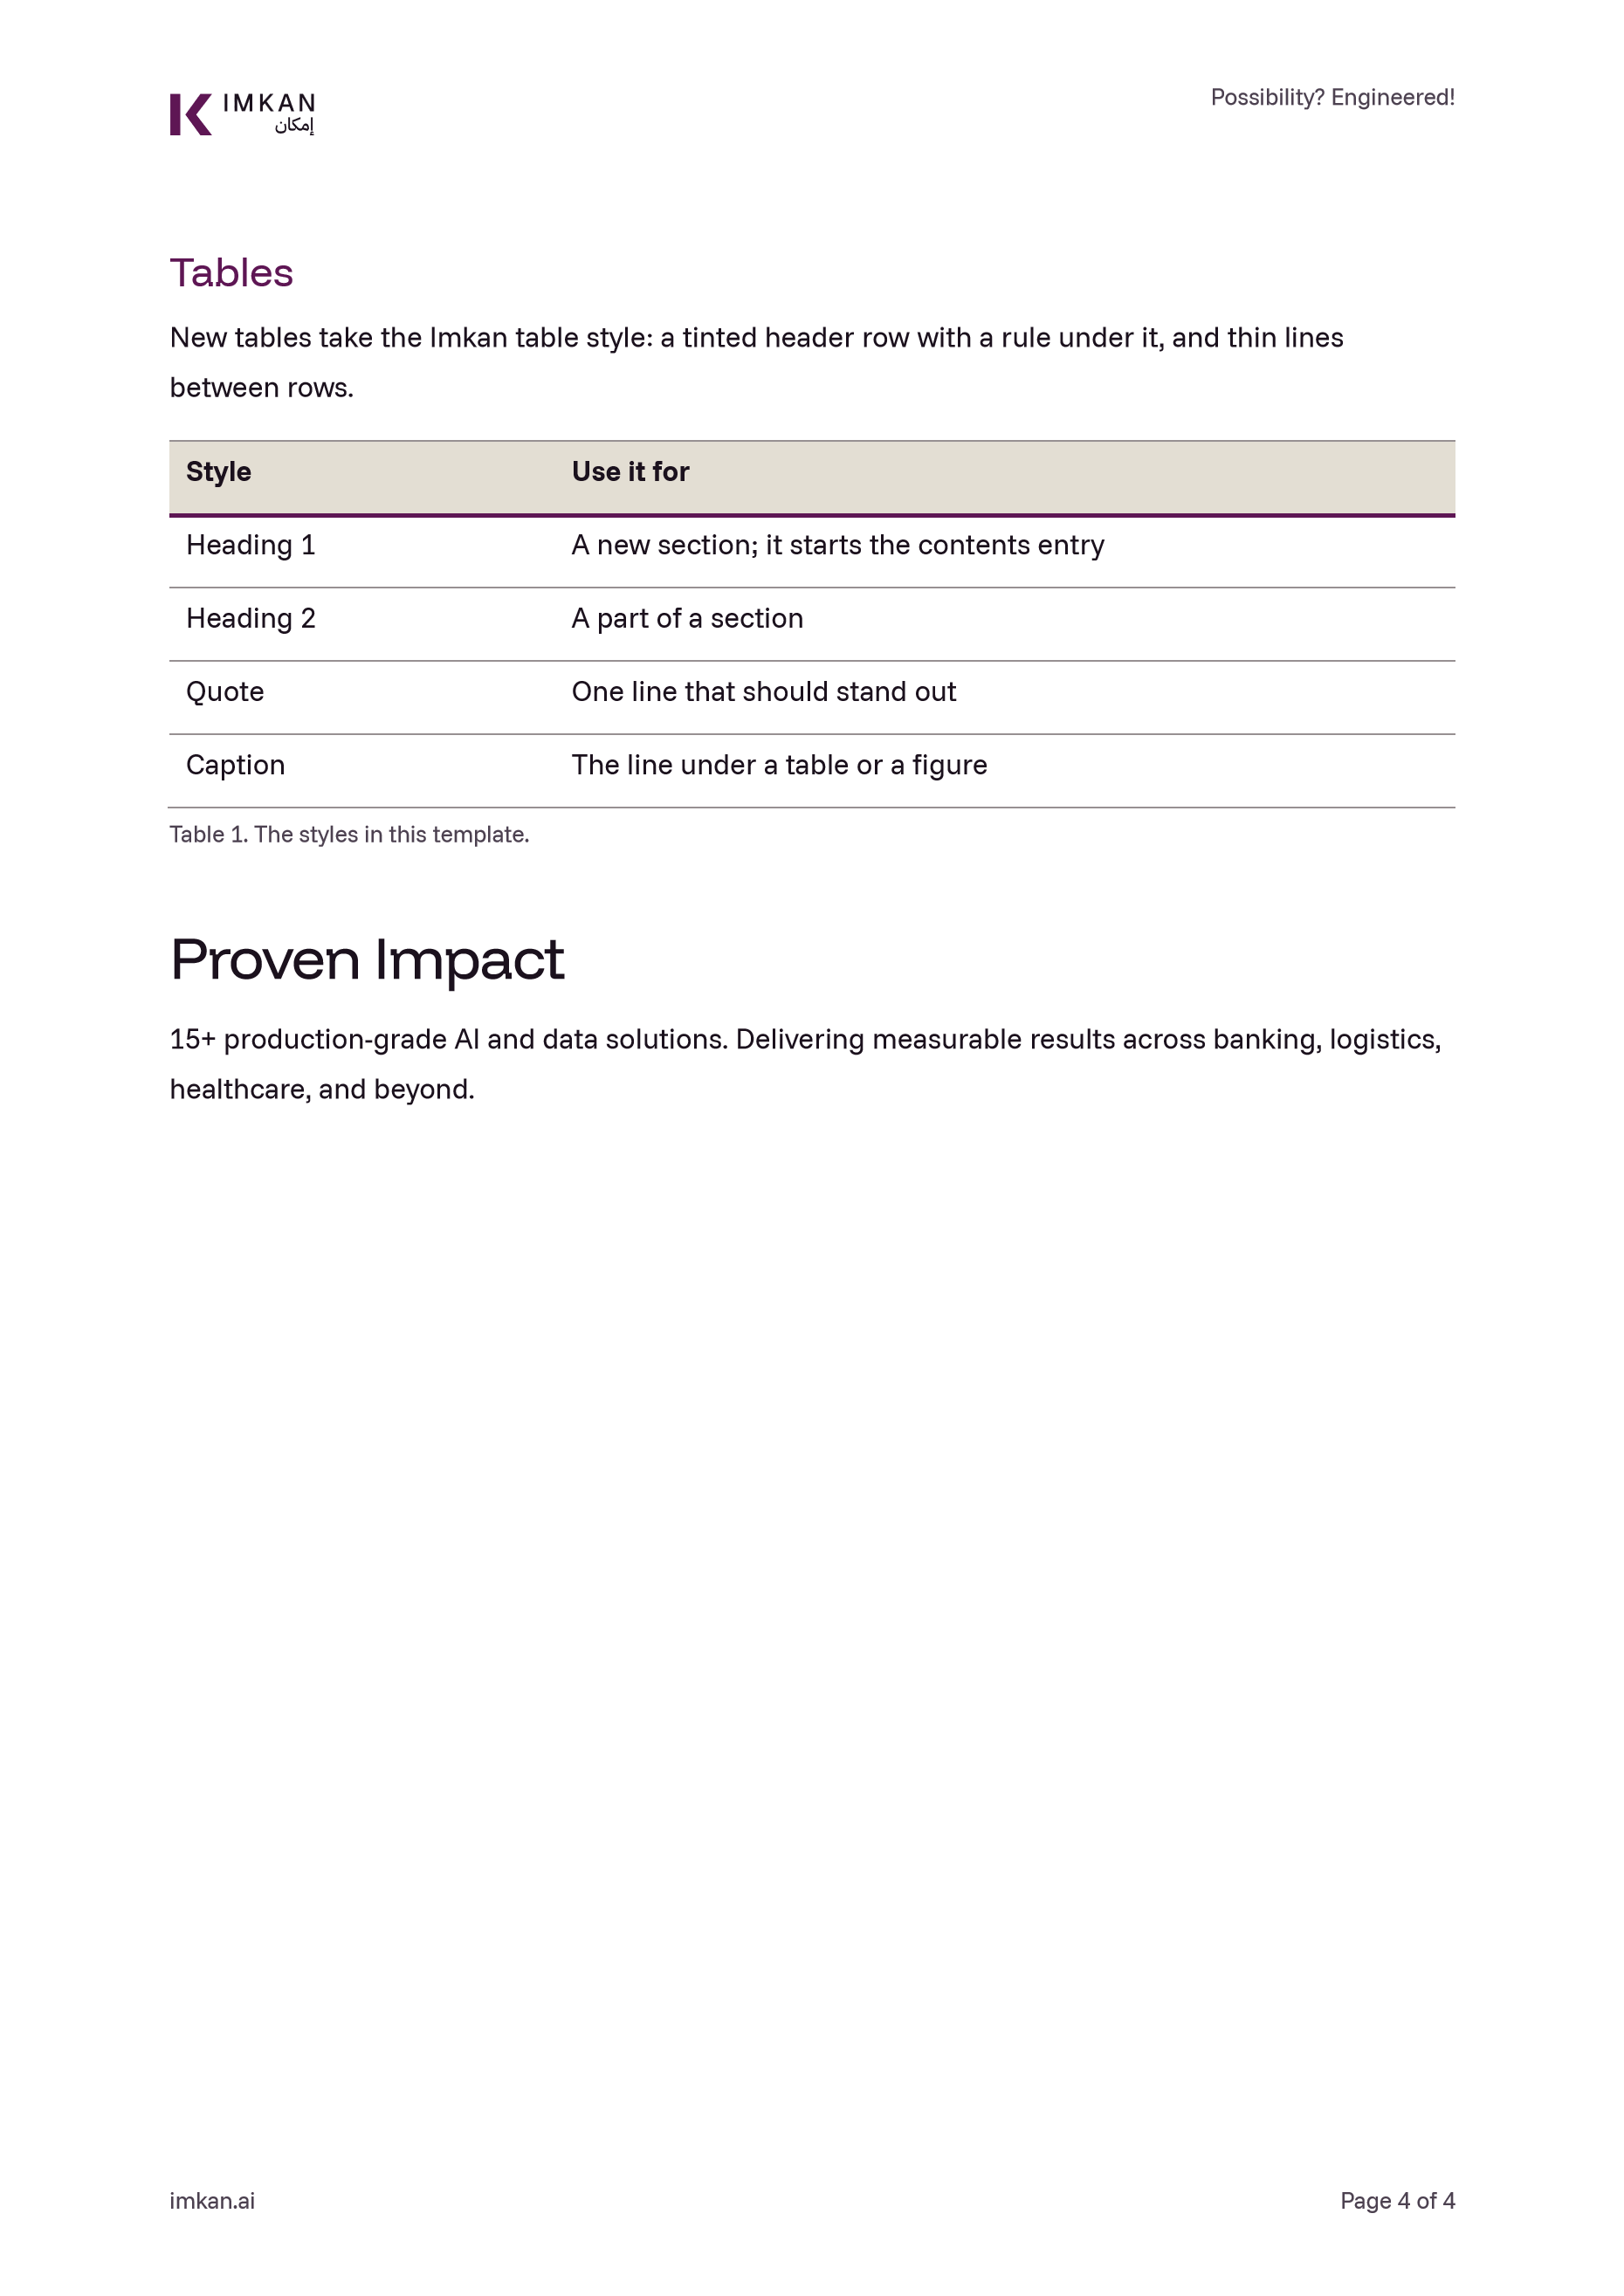 IMKAN
إمكان
Possibility? Engineered!
Tables
New tables take the Imkan table style: a tinted header row with a rule under it, and thin lines
between rows.
Style Use it for
Heading 1 A new section; it starts the contents entry
Heading 2 A part of a section
Quote One line that should stand out
Caption The line under a table or a figure
Table 1. The styles in this template.
Proven Impact
15+ production-grade AI and data solutions. Delivering measurable results across banking, logistics,
healthcare, and beyond.
imkan.ai Page 4 of 4